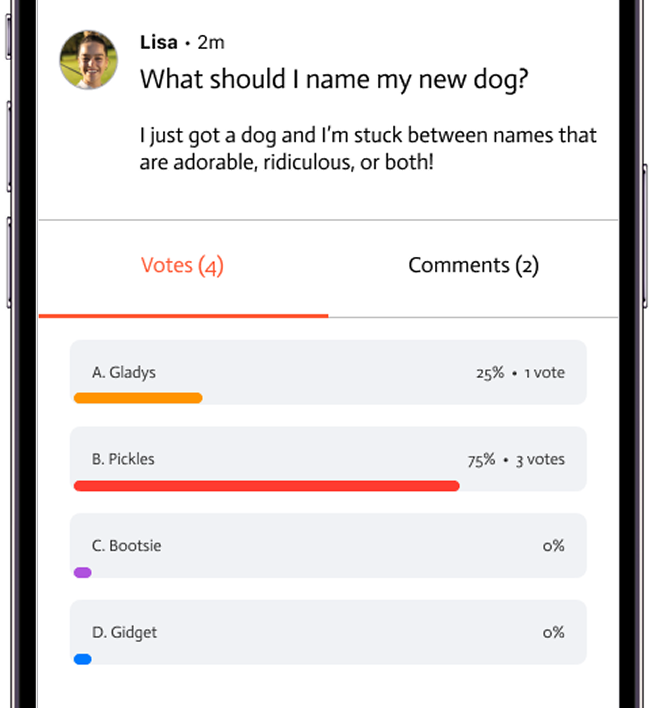 Lisa • 2m
What should I name my new dog?
I just got a dog and I'm stuck between names that
are adorable, ridiculous, or both!
Votes (4)
Comments (2)
A. Gladys
25% • 1 vote
B. Pickles
75% • 3 votes
C. Bootsie
0%
D. Gidget
0%